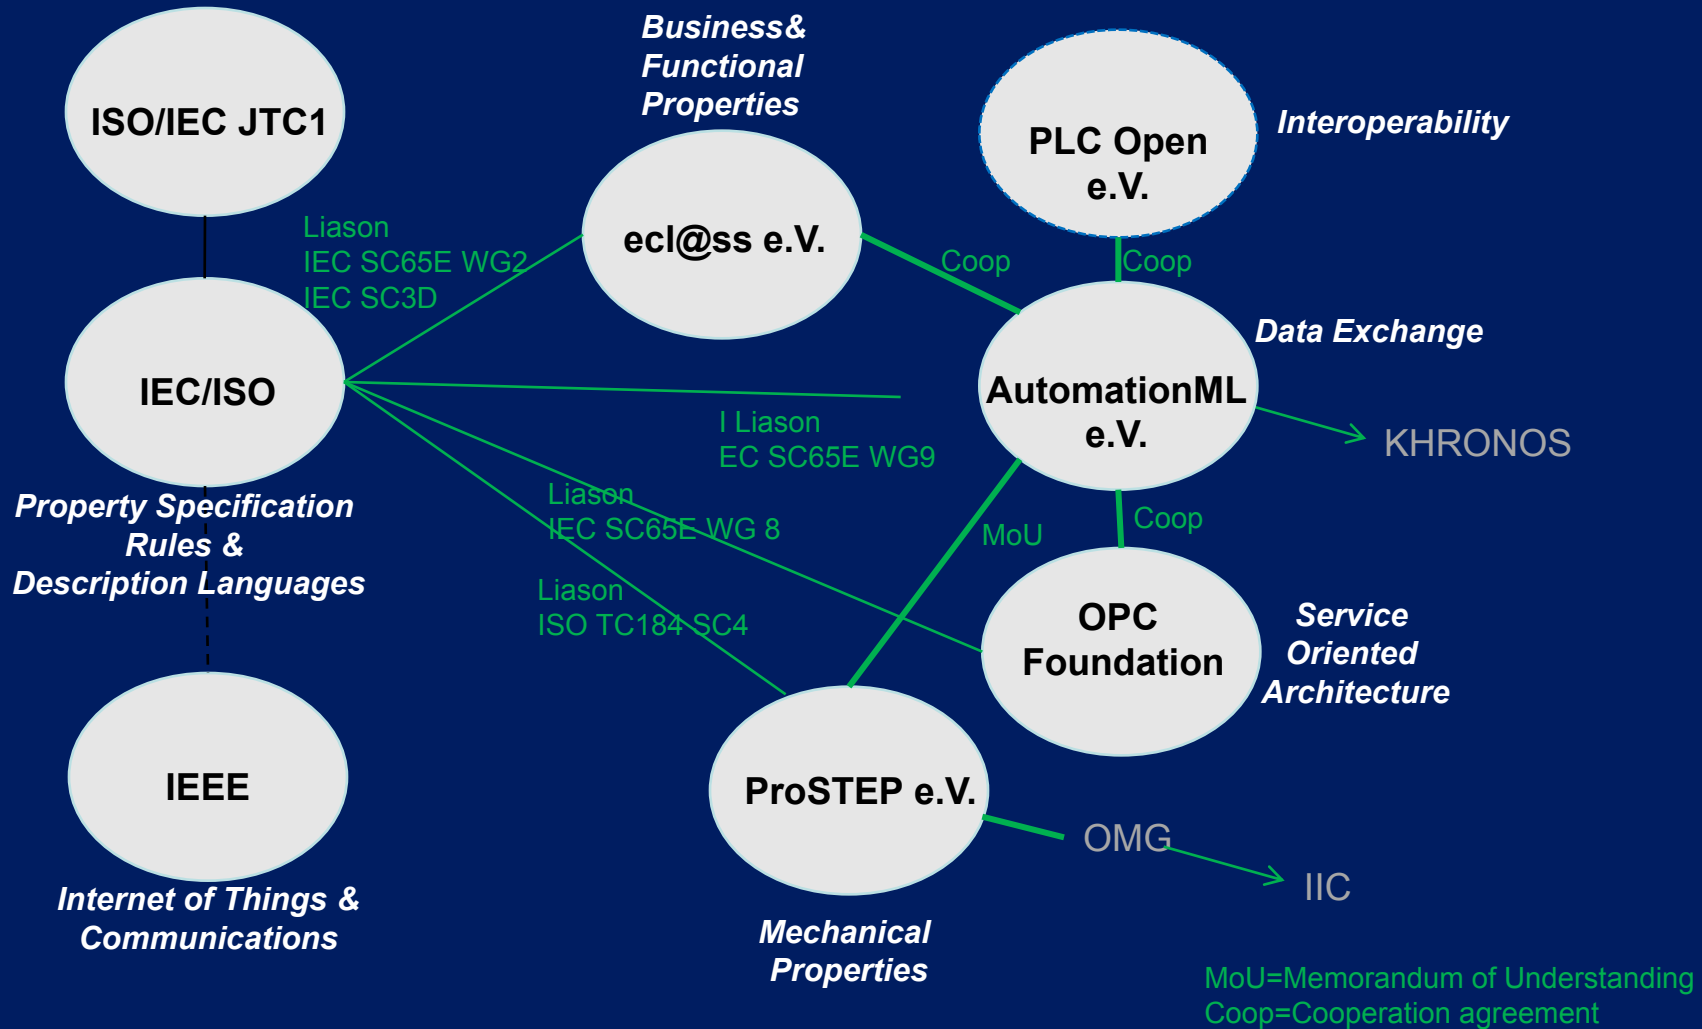 Business&
Functional
Properties
ISO/IEC JTC1
PLC Open
e.V.
Interoperability
Liason
IEC SC65E WG2
IEC SC3D
ecl@ss e.V.
Coop
Coop
Data Exchange
IEC/ISO
AutomationML
e.V.
I Liason
EC SC65E WG9
KHRONOS
Property Specification
Rules &
Description Languages
Liason
IEC SC65E WG 8
MoU
Coop
Liason
ISO TC184 SC4
OPC
Foundation
Service
Oriented
Architecture
IEEE
ProSTEP e.V.
OMG
IIC
Internet of Things &
Communications
Mechanical
Properties
MoU=Memorandum of Understanding
Coop=Cooperation agreement